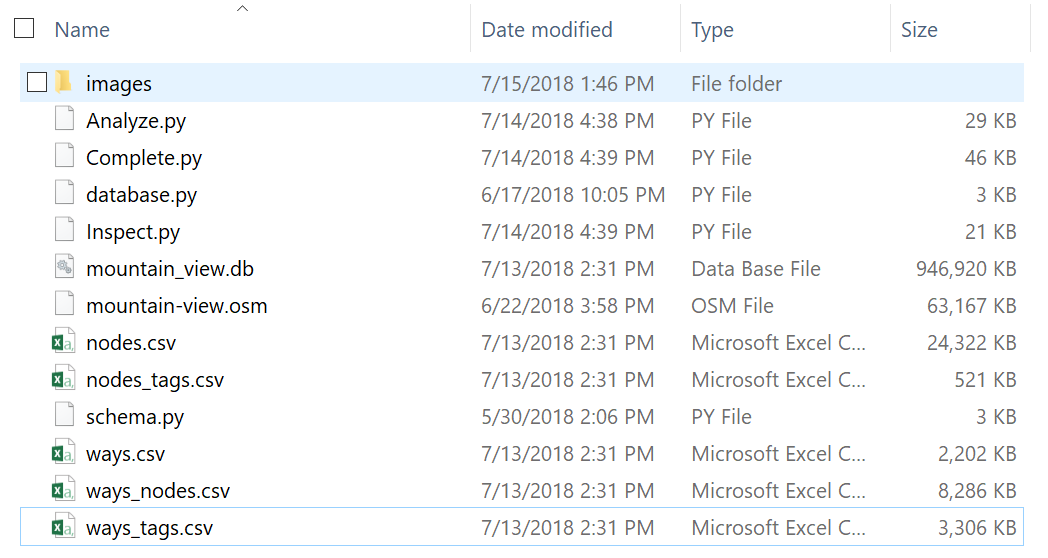 Name Date modified Type Size
images 7/15/2018 1:46 PM File folder
Analyze.py 7/14/2018 4:38 PM PY File 29 KB
Complete.py 7/14/2018 4:39 PM PY File 46 KB
database.py 6/17/2018 10:05 PM PY File 3 KB
Inspect.py 7/14/2018 4:39 PM PY File 21 KB
mountain_view.db 7/13/2018 2:31 PM Data Base File 946,920 KB
mountain-view.osm 6/22/2018 3:58 PM OSM File 63,167 KB
nodes.csv 7/13/2018 2:31 PM Microsoft Excel C... 24,322 KB
nodes_tags.csv 7/13/2018 2:31 PM Microsoft Excel C... 521 KB
schema.py 5/30/2018 2:06 PM PY File 3 KB
ways.csv 7/13/2018 2:31 PM Microsoft Excel C... 2,202 KB
ways_nodes.csv 7/13/2018 2:31 PM Microsoft Excel C... 8,286 KB
ways_tags.csv 7/13/2018 2:31 PM Microsoft Excel C... 3,306 KB